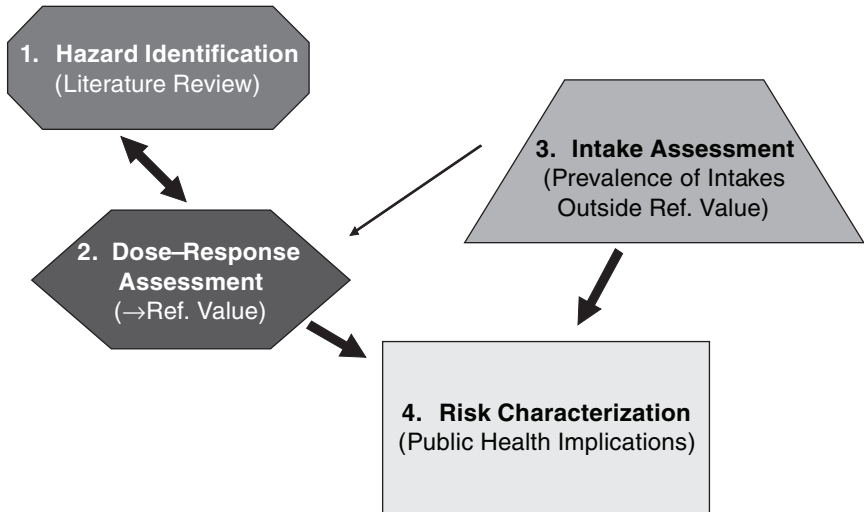 1. Hazard Identification
(Literature Review)
2. Dose–Response
Assessment
(→Ref. Value)
3. Intake Assessment
(Prevalence of Intakes
Outside Ref. Value)
4. Risk Characterization
(Public Health Implications)